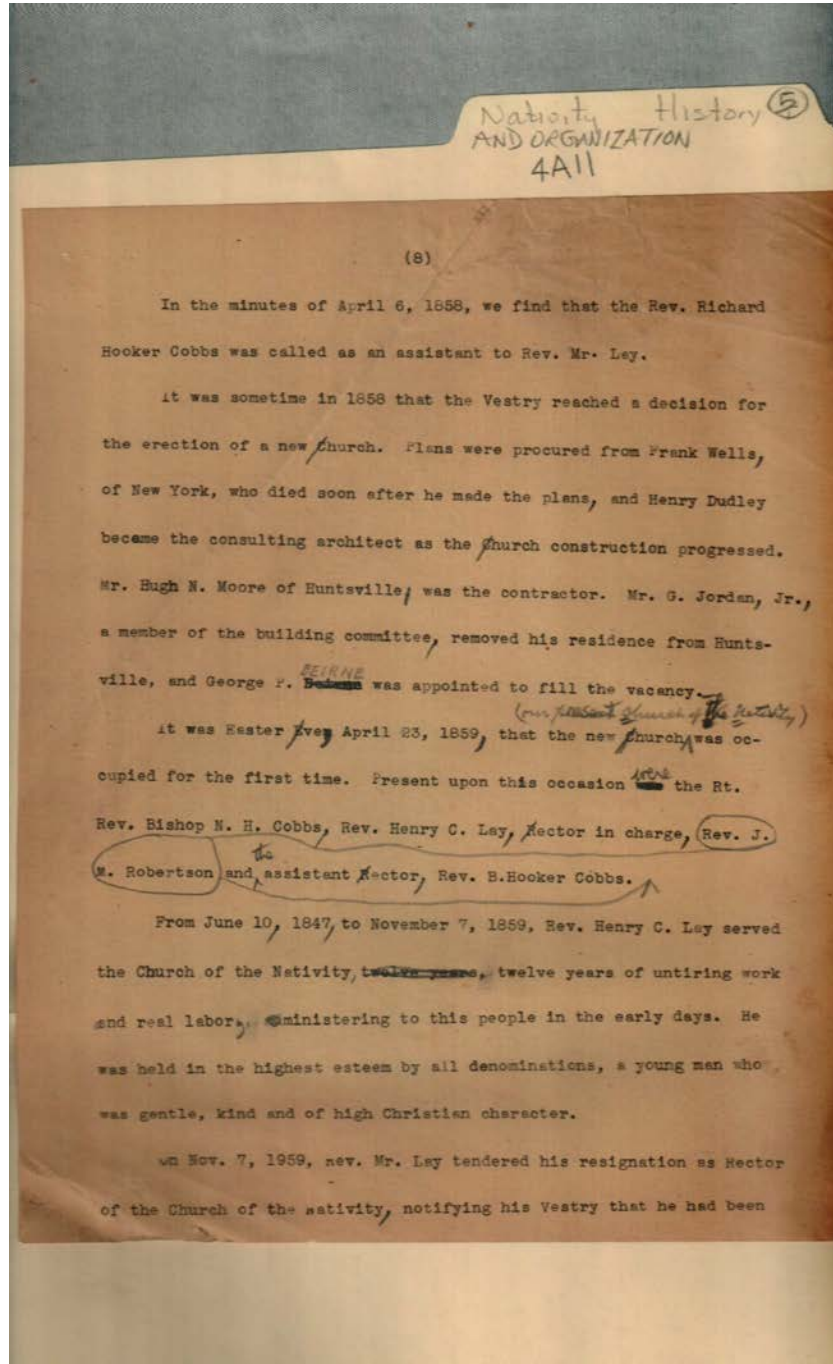 Nativity History 5
AND ORGANIZATION
4A11
(8)
In the minutes of April 6, 1858, we find that the Rev. Richard
Hooker Cobbs was called as an assistant to Rev. Mr. Lay.
It was sometime in 1858 that the Vestry reached a decision for
the erection of a new church. Plans were procured from Frank Wells,
of New York, who died soon after he made the plans, and Henry Dudley
became the consulting architect as the church construction progressed.
Mr. Hugh N. Moore of Huntsville, was the contractor. Mr. G. Jordan, Jr.,
a member of the building committee, removed his residence from Hunts-
BEIRNE
ville, and George P. was appointed to fill the vacancy.
(our present church of the Nativity)
It was Easter Eve, April 23, 1859, that the new church was oc-
were
cupied for the first time. Present upon this occasion the Rt.
Rev. Bishop N. H. Cobbs, Rev. Henry C. Lay, Rector in charge, Rev. J.
the
M. Robertson and assistant Rector, Rev. B.Hooker Cobbs.
From June 10, 1847, to November 7, 1859, Rev. Henry C. Lay served
the Church of the Nativity, twelve years, twelve years of untiring work
and real labor, ministering to this people in the early days. He
was held in the highest esteem by all denominations, a young man who
was gentle, kind and of high Christian character.
On Nov. 7, 1959, Rev. Mr. Lay tendered his resignation as Rector
of the Church of the Nativity, notifying his Vestry that he had been